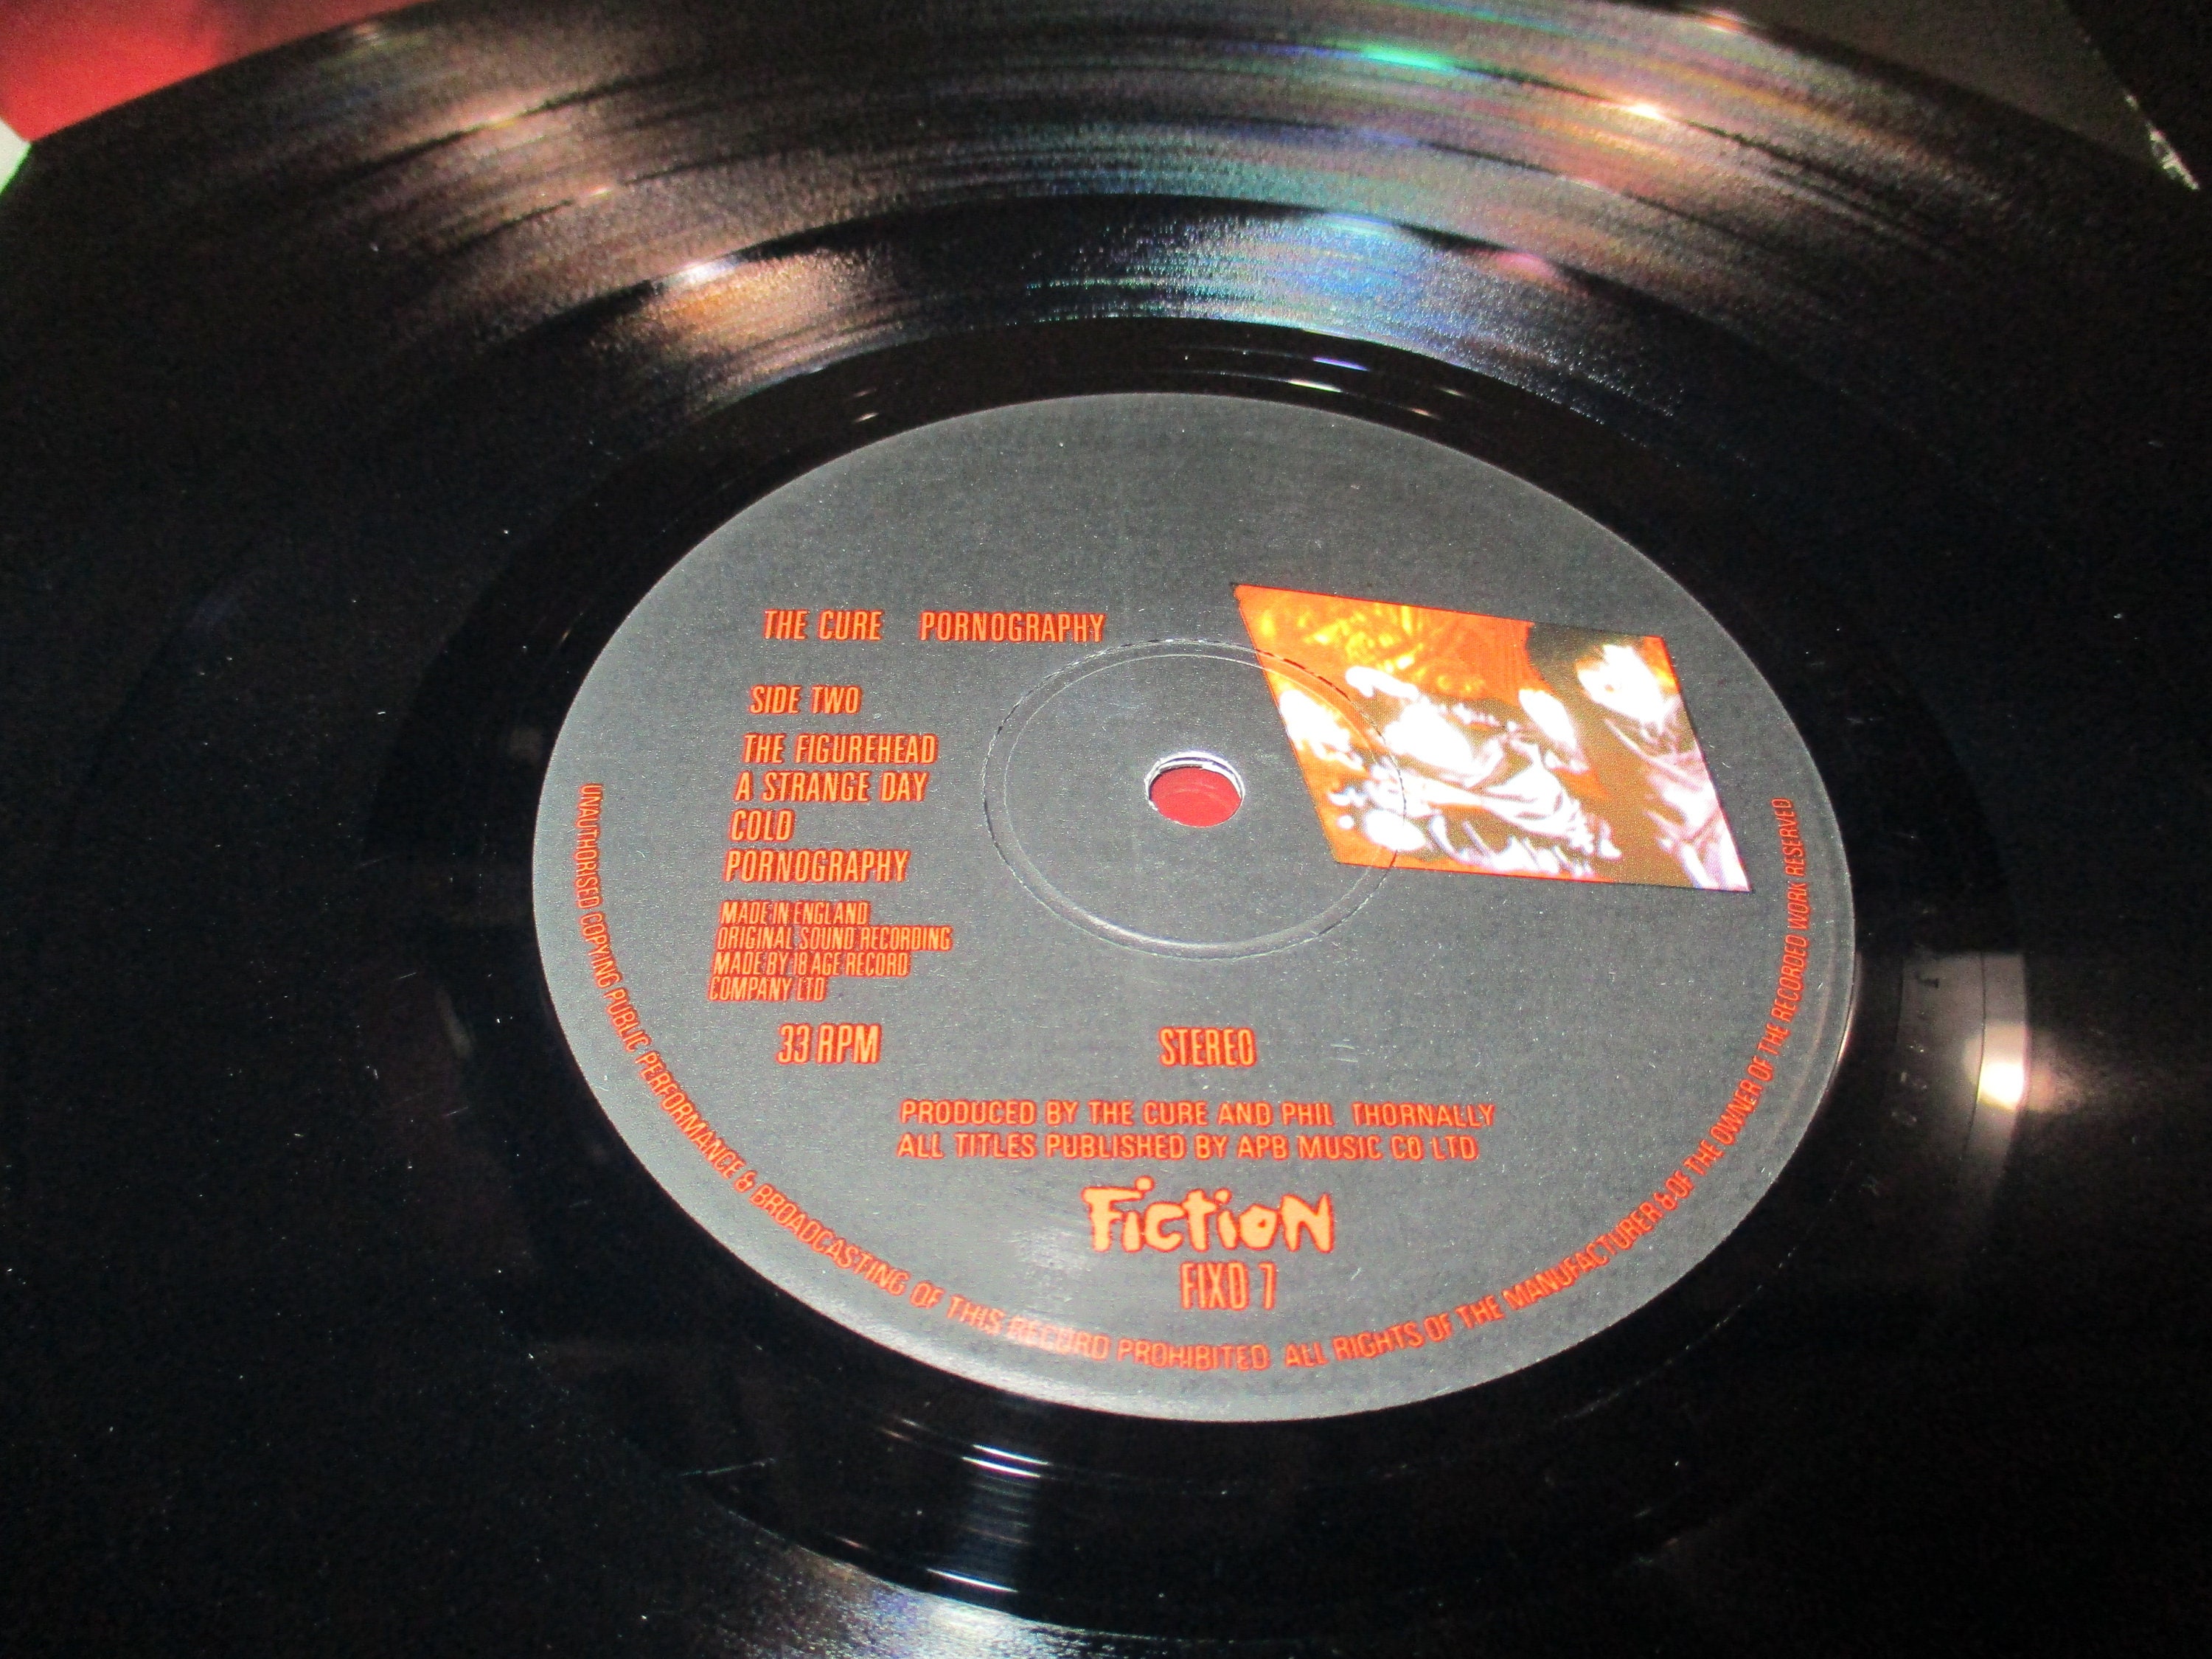 THE CURE PORNOGRAPHY
SIDE TWO
THE FIGUREHEAD
A STRANGE DAY
COLD
PORNOGRAPHY
MADE IN ENGLAND
ORIGINAL SOUND RECORDING
MADE BY 18 AGE RECORD
COMPANY LTD
33 RPM STEREO
PRODUCED BY THE CURE AND PHIL THORNALLY
ALL TITLES PUBLISHED BY APB MUSIC CO LTD
Fiction
FIXD 7
UNAUTHORISED COPYING PUBLIC PERFORMANCE & BROADCASTING OF THIS RECORD PROHIBITED ALL RIGHTS OF THE MANUFACTURER & OF THE OWNER OF THE RECORDED WORK RESERVED